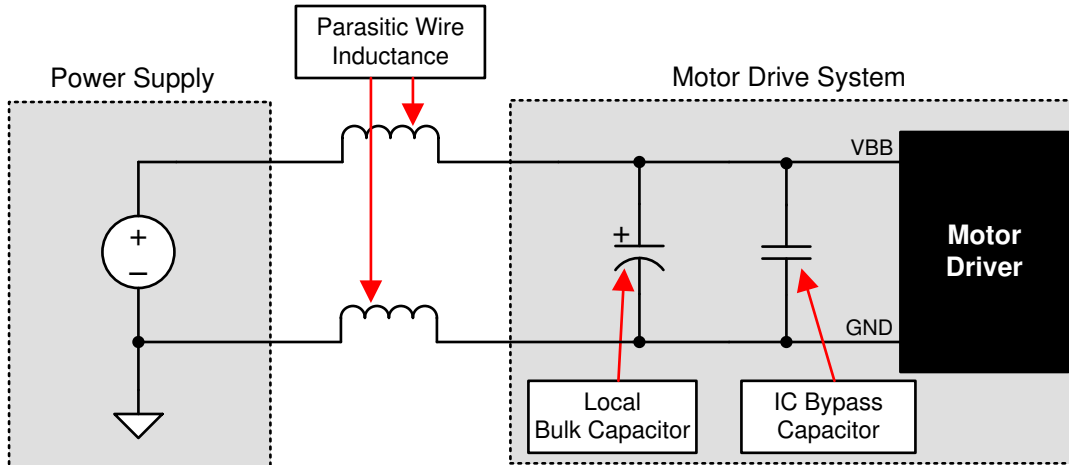 Parasitic Wire
Inductance
Power Supply
Motor Drive System
VBB
+
+
−
Motor
Driver
GND
Local
Bulk Capacitor
IC Bypass
Capacitor